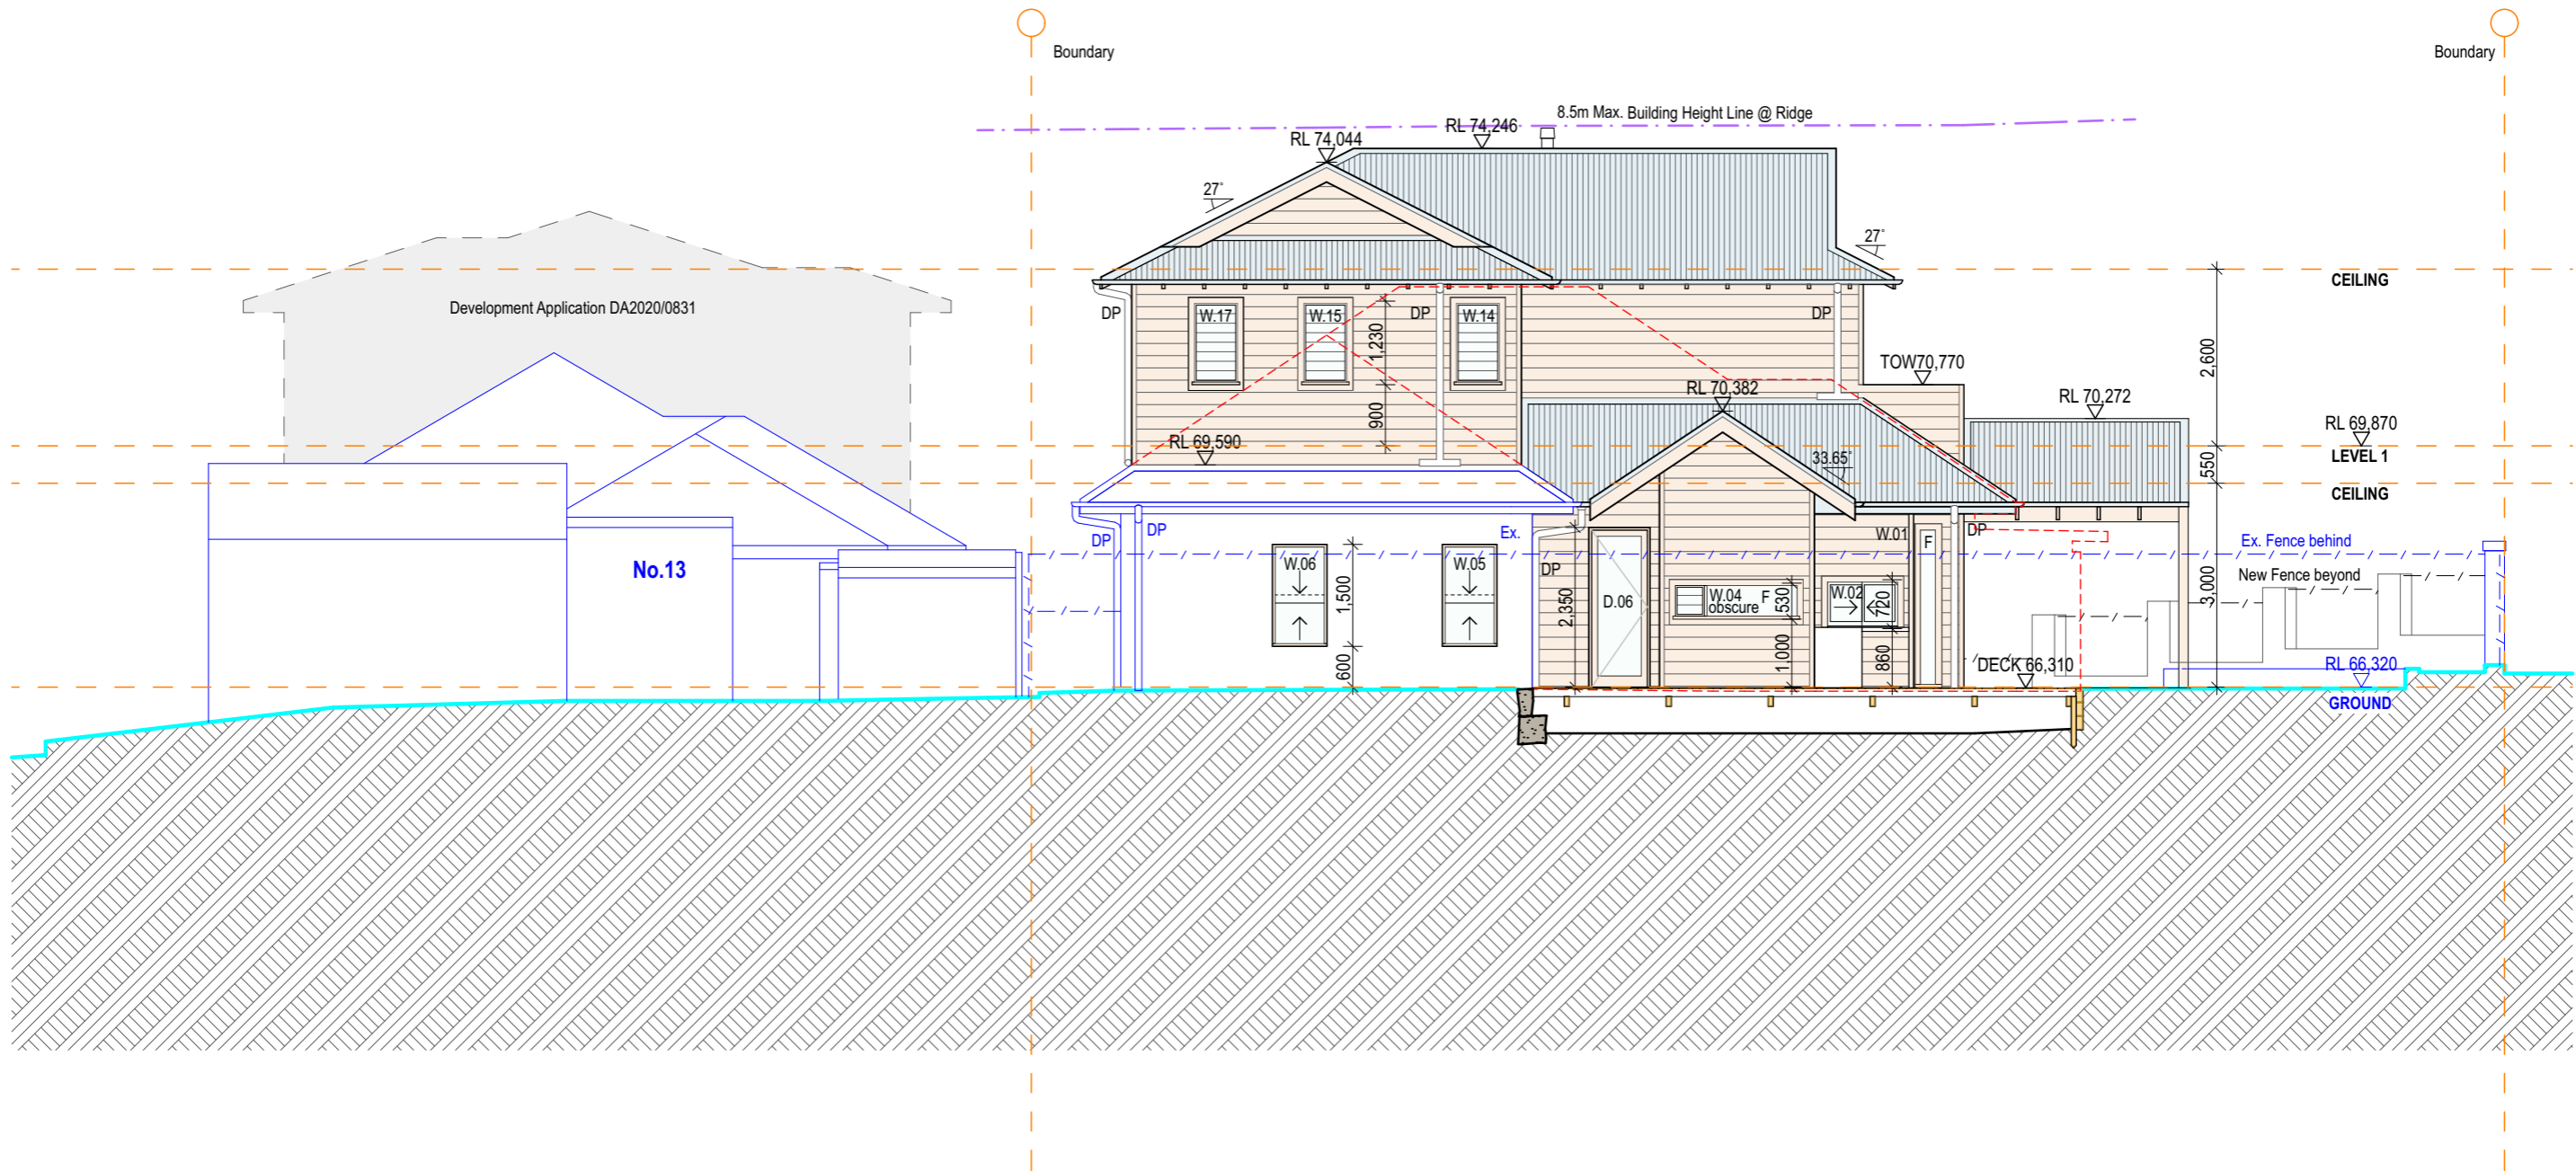 Boundary
Boundary
8.5m Max. Building Height Line @ Ridge
RL 74,246
RL 74,044
27°
27°
CEILING
Development Application DA2020/0831
DP
W.17
W.15
DP
W.14
DP
1,230
2,600
TOW70,770
RL 70,382
RL 70,272
900
RL 69,870
RL 69,590
LEVEL 1
33.65°
550
CEILING
DP
DP
Ex.
W.01
F
DP
Ex. Fence behind
No.13
W.06
W.05
DP
New Fence beyond
1,500
2,350
D.06
W.04 F
obscure
530
W.02
720
3,000
600
1,000
860
DECK 66,310
RL 66,320
GROUND